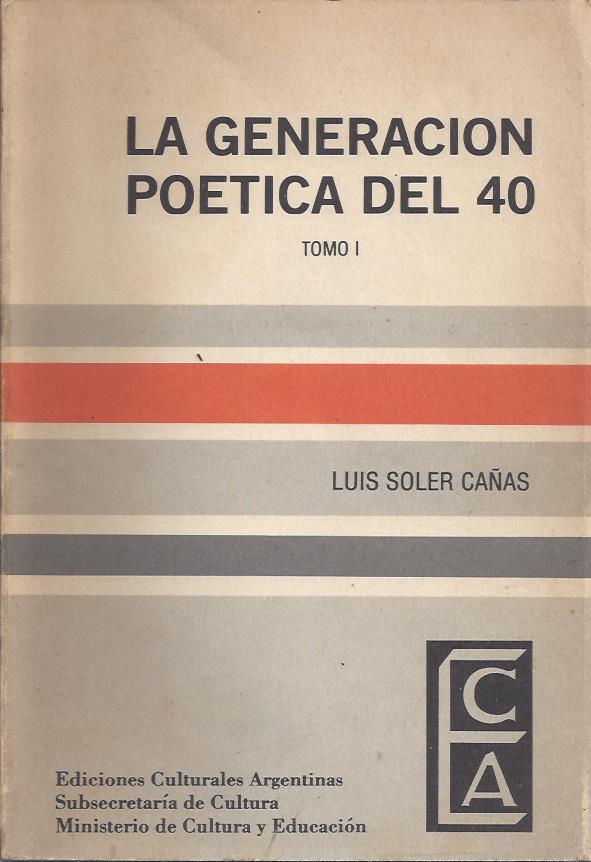 LA GENERACION
POETICA DEL 40
TOMO I
LUIS SOLER CAÑAS
ECA
Ediciones Culturales Argentinas
Subsecretaría de Cultura
Ministerio de Cultura y Educación